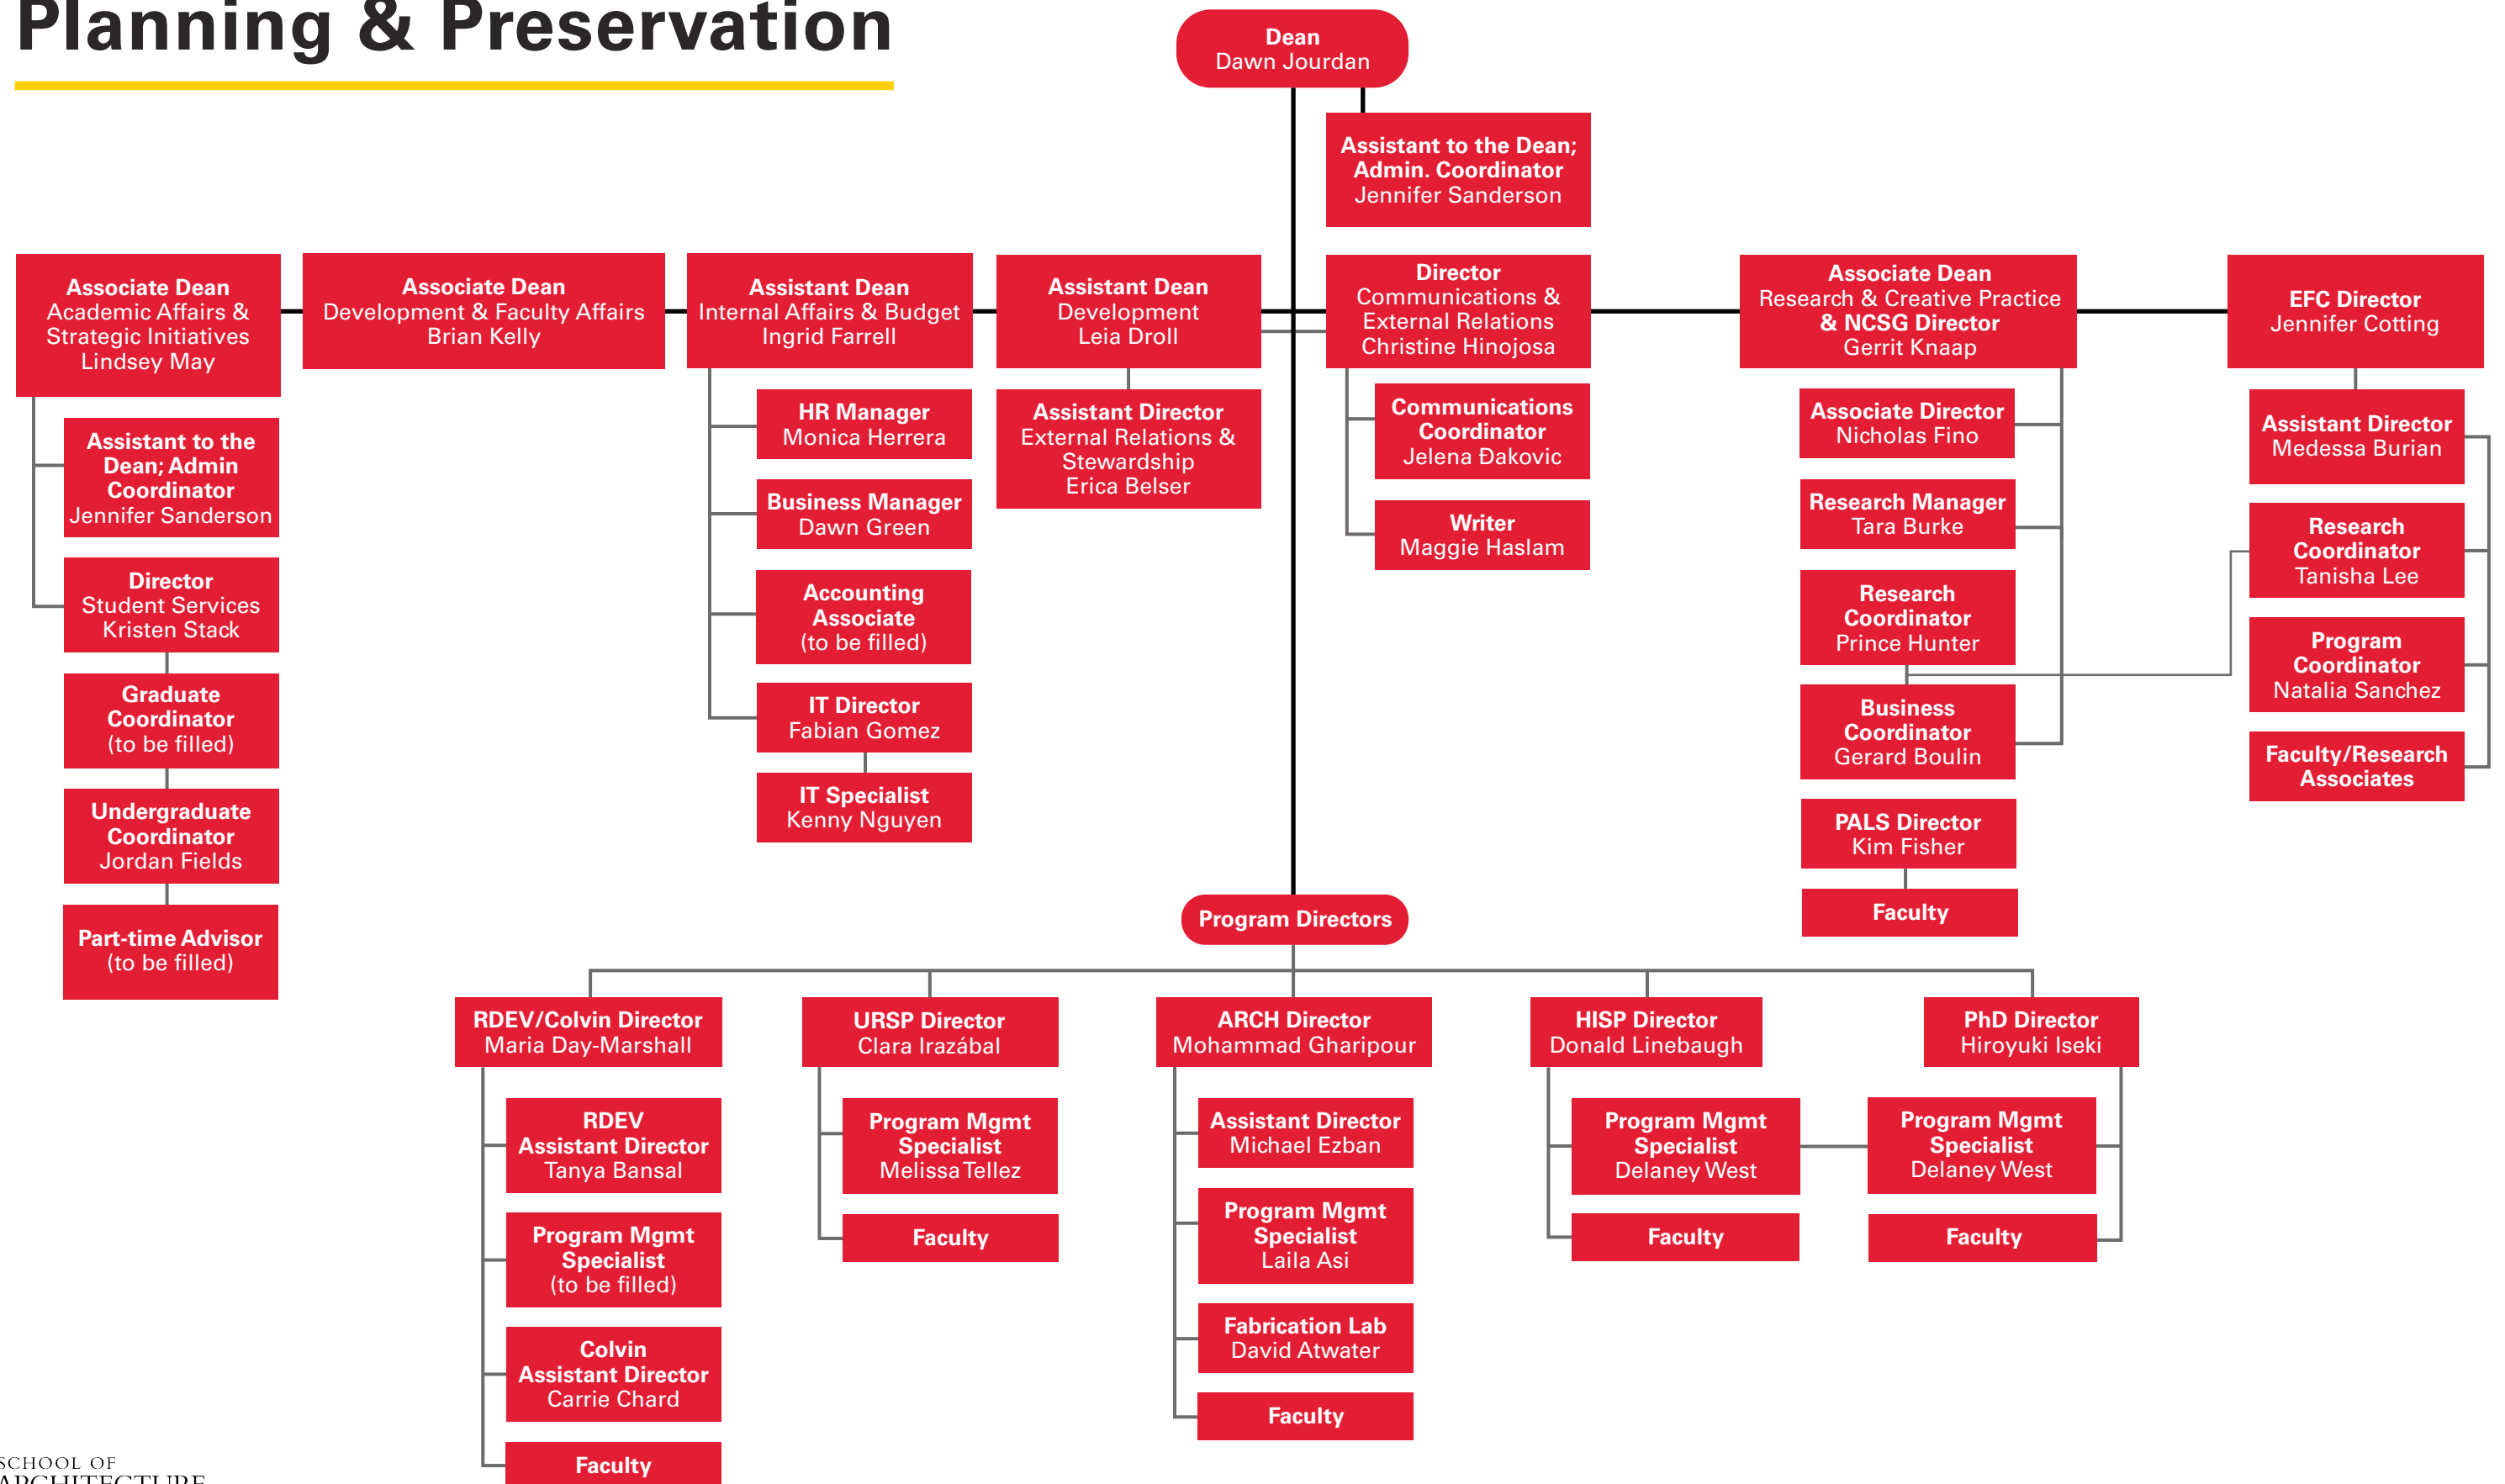 Planning & Preservation
Dean
Dawn Jourdan
Assistant to the Dean;
Admin. Coordinator
Jennifer Sanderson
Associate Dean
Academic Affairs &
Strategic Initiatives
Lindsey May
Associate Dean
Development & Faculty Affairs
Brian Kelly
Assistant Dean
Internal Affairs & Budget
Ingrid Farrell
Assistant Dean
Development
Leia Droll
Director
Communications &
External Relations
Christine Hinojosa
Associate Dean
Research & Creative Practice
& NCSG Director
Gerrit Knaap
EFC Director
Jennifer Cotting
Assistant to the
Dean; Admin
Coordinator
Jennifer Sanderson
Director
Student Services
Kristen Stack
Graduate
Coordinator
(to be filled)
Undergraduate
Coordinator
Jordan Fields
Part-time Advisor
(to be filled)
HR Manager
Monica Herrera
Business Manager
Dawn Green
Accounting
Associate
(to be filled)
IT Director
Fabian Gomez
IT Specialist
Kenny Nguyen
Assistant Director
External Relations &
Stewardship
Erica Belser
Communications
Coordinator
Jelena Đakovic
Writer
Maggie Haslam
Associate Director
Nicholas Fino
Research Manager
Tara Burke
Research
Coordinator
Prince Hunter
Business
Coordinator
Gerard Boulin
PALS Director
Kim Fisher
Faculty
Assistant Director
Medessa Burian
Research
Coordinator
Tanisha Lee
Program
Coordinator
Natalia Sanchez
Faculty/Research
Associates
Program Directors
RDEV/Colvin Director
Maria Day-Marshall
RDEV
Assistant Director
Tanya Bansal
Program Mgmt
Specialist
(to be filled)
Colvin
Assistant Director
Carrie Chard
Faculty
URSP Director
Clara Irazábal
Program Mgmt
Specialist
Melissa Tellez
Faculty
ARCH Director
Mohammad Gharipour
Assistant Director
Michael Ezban
Program Mgmt
Specialist
Laila Asi
Fabrication Lab
David Atwater
Faculty
HISP Director
Donald Linebaugh
Program Mgmt
Specialist
Delaney West
Faculty
PhD Director
Hiroyuki Iseki
Program Mgmt
Specialist
Delaney West
Faculty
SCHOOL OF
ARCHITECTURE